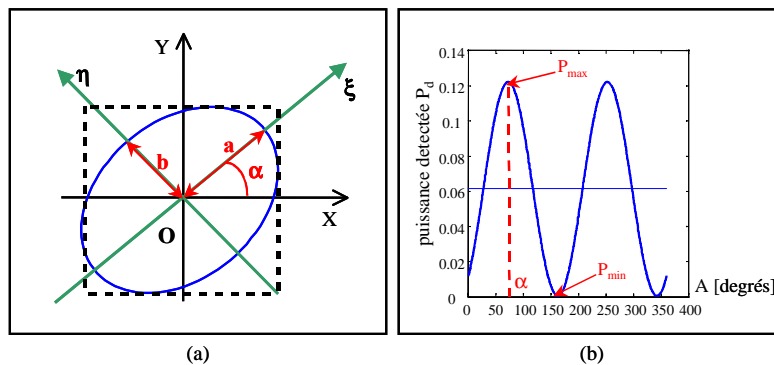 Y
η
ξ
a
b
α
X
O
(a)
puissance detectée P_d
0.14
0.12
0.10
0.08
0.06
0.04
0.02
0
P_max
P_min
α
0 50 100 150 200 250 300 350 400
A [degrés]
(b)